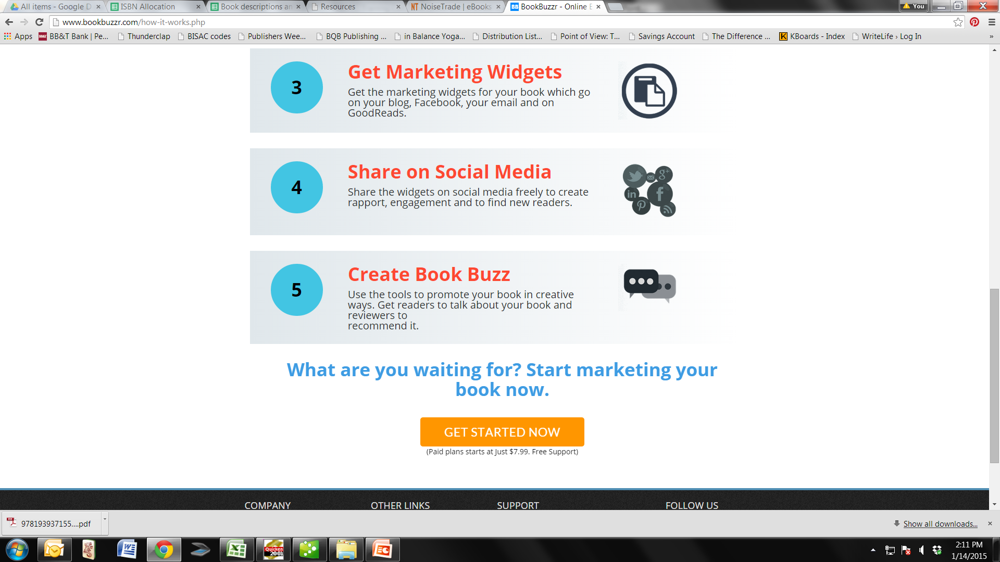 All items - Google D
ISBN Allocation
Book descriptions an
Resources
NT NoiseTrade | eBooks
BB BookBuzzr - Online B
You
www.bookbuzzr.com/how-it-works.php
Apps
BB&T BB&T Bank | Pe...
Thunderclap
BISAC codes
Publishers Wee...
BQB Publishing ...
in Balance Yoga...
Distribution List...
Point of View: T...
Savings Account
The Difference ...
K KBoards - Index
WriteLife › Log In
»
3
Get Marketing Widgets
Get the marketing widgets for your book which go
on your blog, Facebook, your email and on
GoodReads.
4
Share on Social Media
Share the widgets on social media freely to create
rapport, engagement and to find new readers.
g+
in
f
5
Create Book Buzz
Use the tools to promote your book in creative
ways. Get readers to talk about your book and
reviewers to
recommend it.
What are you waiting for? Start marketing your
book now.
GET STARTED NOW
(Paid plans starts at Just $7.99. Free Support)
COMPANY
OTHER LINKS
SUPPORT
FOLLOW US
978193937155....pdf
Show all downloads...
Quicken
2001
2:11 PM
1/14/2015